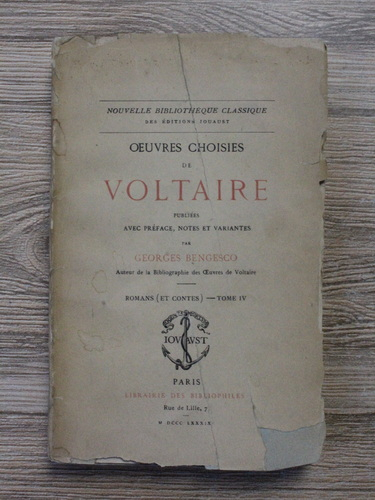 NOUVELLE BIBLIOTHÈQUE CLASSIQUE
DES ÉDITIONS JOUAUST
ŒUVRES CHOISIES
DE
VOLTAIRE
PUBLIÉES
AVEC PRÉFACE, NOTES ET VARIANTES
PAR
GEORGES BENGESCO
Auteur de la Bibliographie des Œuvres de Voltaire
ROMANS (ET CONTES) — TOME IV
IOVAVST
PARIS
LIBRAIRIE DES BIBLIOPHILES
Rue de Lille, 7